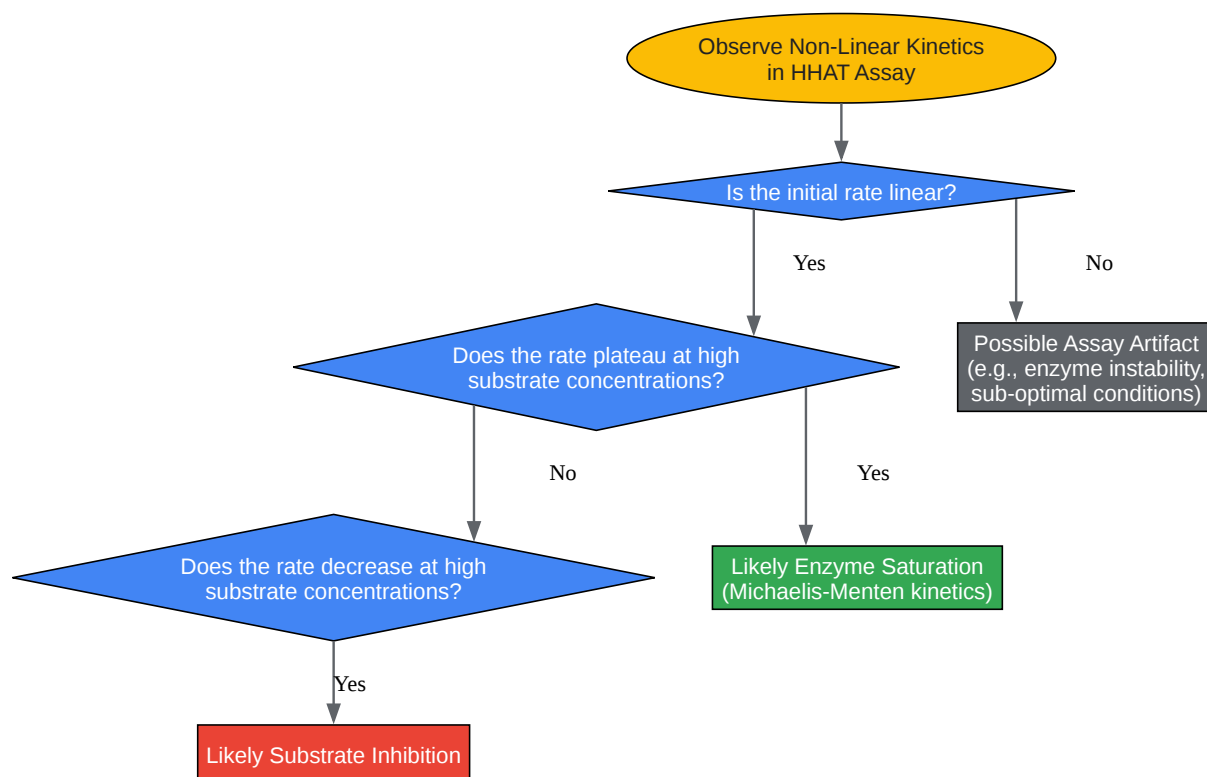 Observe Non-Linear Kinetics
in HHAT Assay
Is the initial rate linear?
Yes
No
Does the rate plateau at high
substrate concentrations?
Possible Assay Artifact
(e.g., enzyme instability,
sub-optimal conditions)
No
Yes
Does the rate decrease at high
substrate concentrations?
Likely Enzyme Saturation
(Michaelis-Menten kinetics)
Yes
Likely Substrate Inhibition